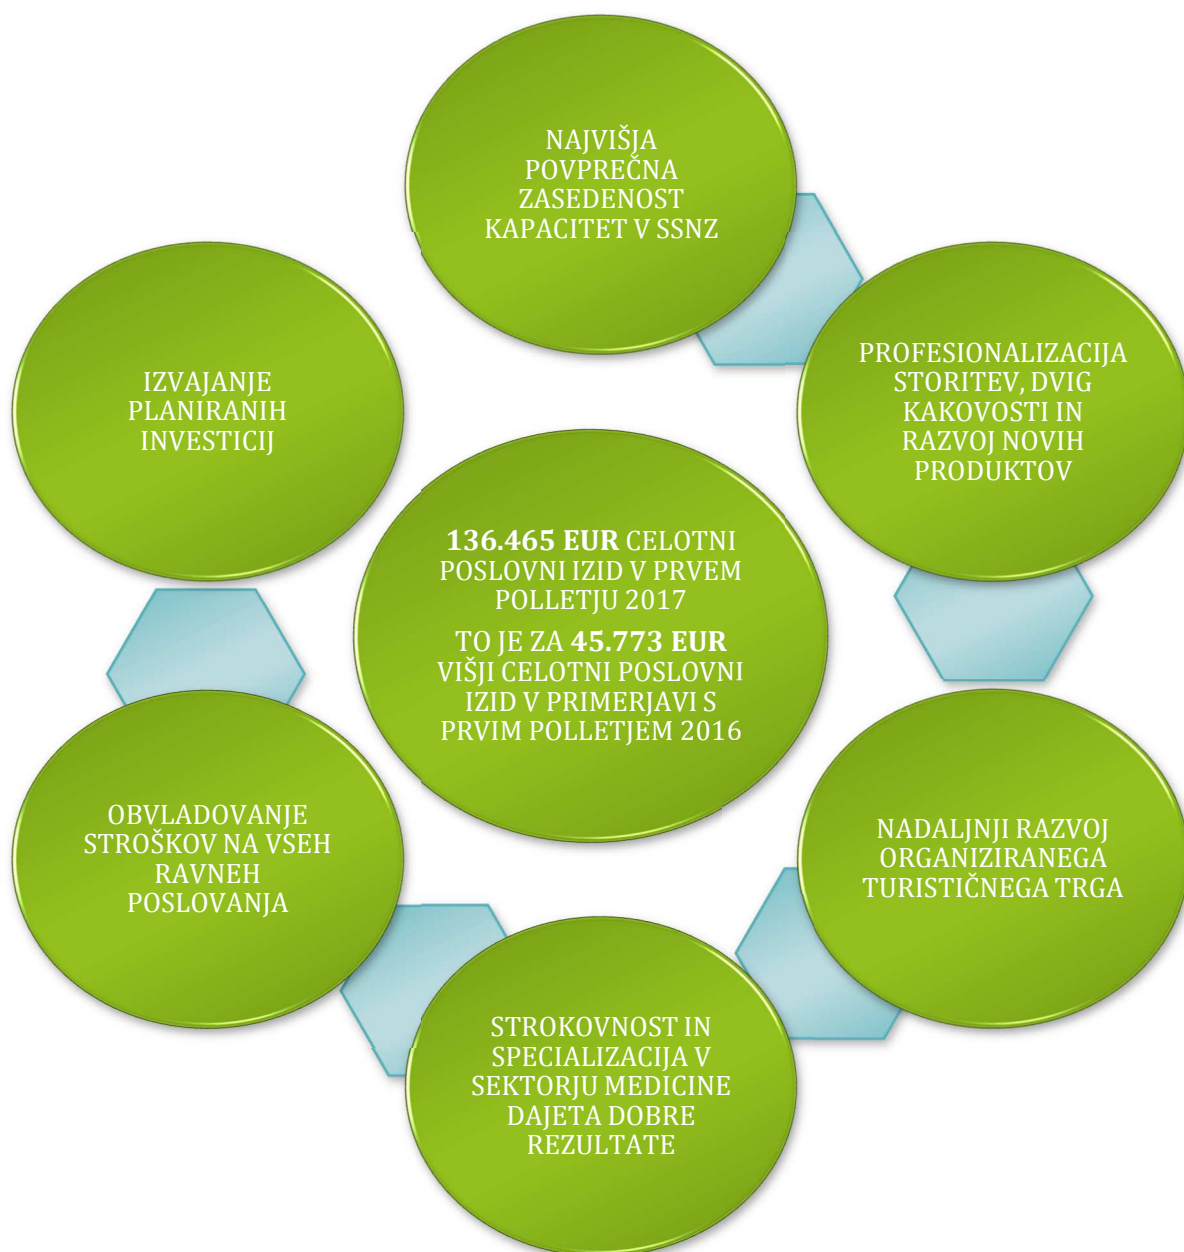 NAJVIŠJA
POVPREČNA
ZASEDENOST
KAPACITET V SSNZ
PROFESIONALIZACIJA
STORITEV, DVIG
KAKOVOSTI IN
RAZVOJ NOVIH
PRODUKTOV
NADALJNJI RAZVOJ
ORGANIZIRANEGA
TURISTIČNEGA TRGA
STROKOVNOST IN
SPECIALIZACIJA V
SEKTORJU MEDICINE
DAJETA DOBRE
REZULTATE
OBVLADOVANJE
STROŠKOV NA VSEH
RAVNEH
POSLOVANJA
IZVAJANJE
PLANIRANIH
INVESTICIJ
136.465 EUR CELOTNI
POSLOVNI IZID V PRVEM
POLLETJU 2017
TO JE ZA 45.773 EUR
VIŠJI CELOTNI POSLOVNI
IZID V PRIMERJAVI S
PRVIM POLLETJEM 2016